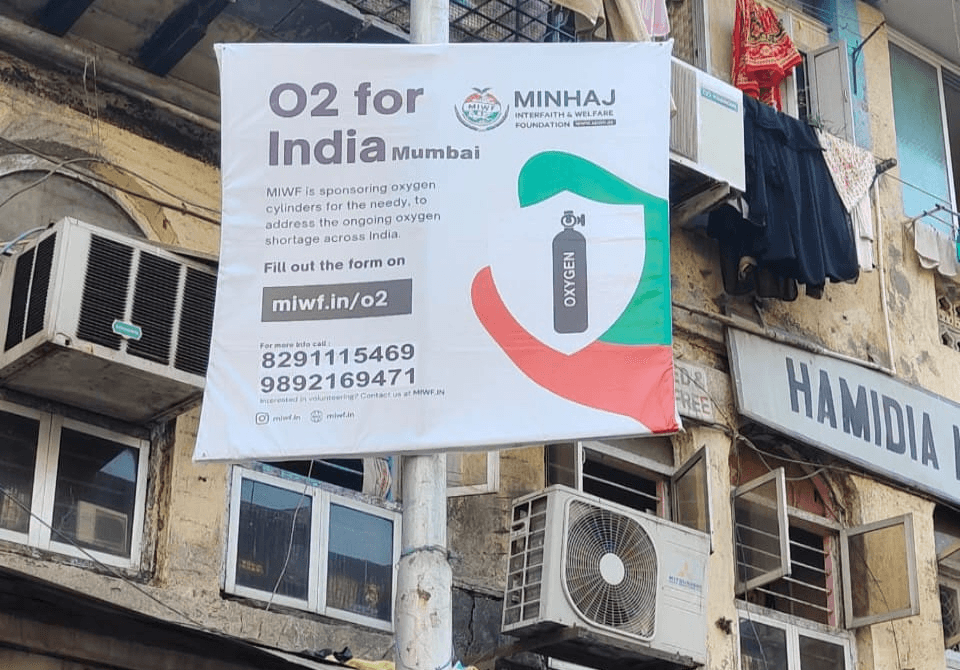 O2 for
India Mumbai
MIWF
MINHAJ
INTERFAITH & WELFARE
FOUNDATION
MIWF is sponsoring oxygen
cylinders for the needy, to
address the ongoing oxygen
shortage across India.
Fill out the form on
miwf.in/o2
For more info call :
8291115469
9892169471
Interested in volunteering? Contact us at MIWF.IN
miwf.in miwf.in
OXYGEN
FREE
HAMIDIA
MITSUBISHI